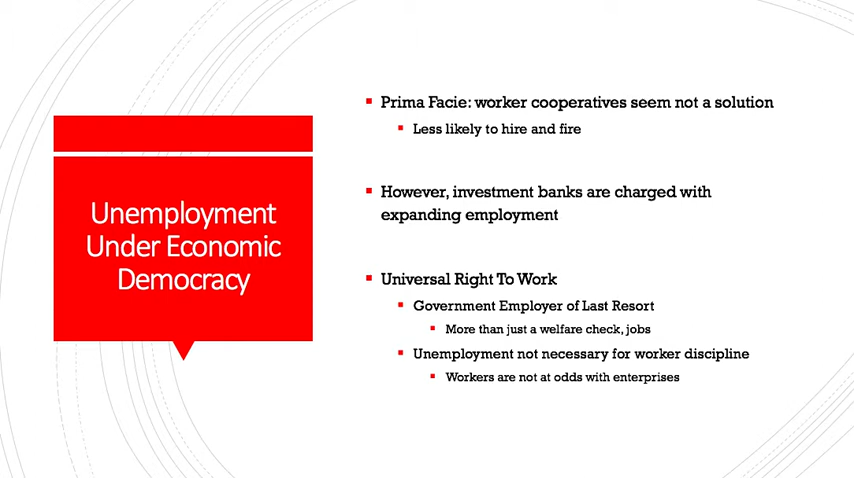 Unemployment
Under Economic
Democracy
Prima Facie: worker cooperatives seem not a solution
Less likely to hire and fire
However, investment banks are charged with
expanding employment
Universal Right To Work
Government Employer of Last Resort
More than just a welfare check, jobs
Unemployment not necessary for worker discipline
Workers are not at odds with enterprises